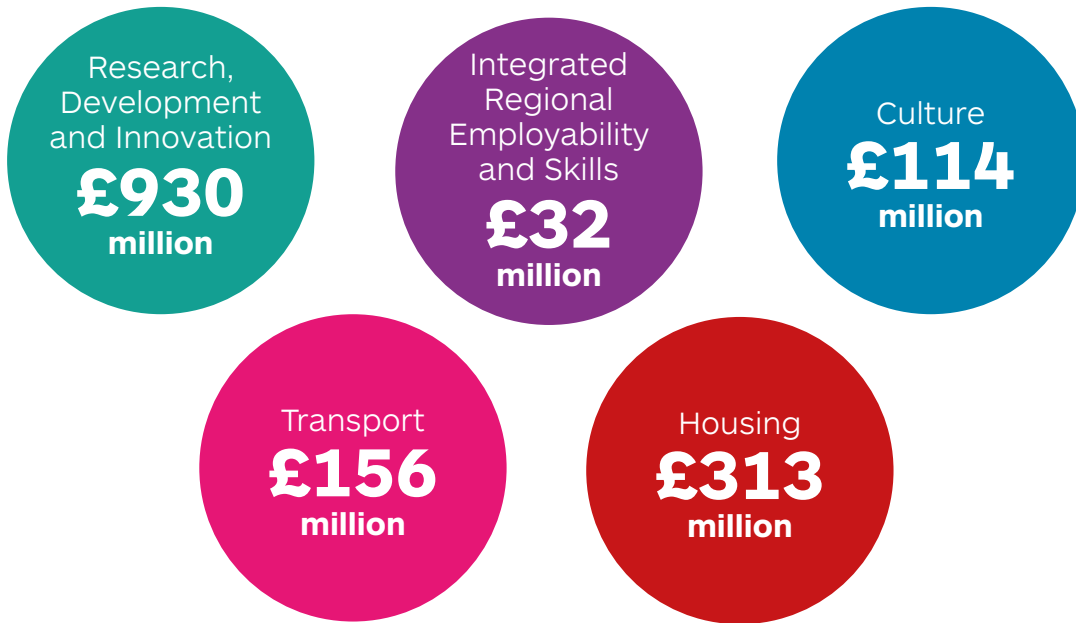 Research,
Development
and Innovation
£930
million
Integrated
Regional
Employability
and Skills
£32
million
Culture
£114
million
Transport
£156
million
Housing
£313
million